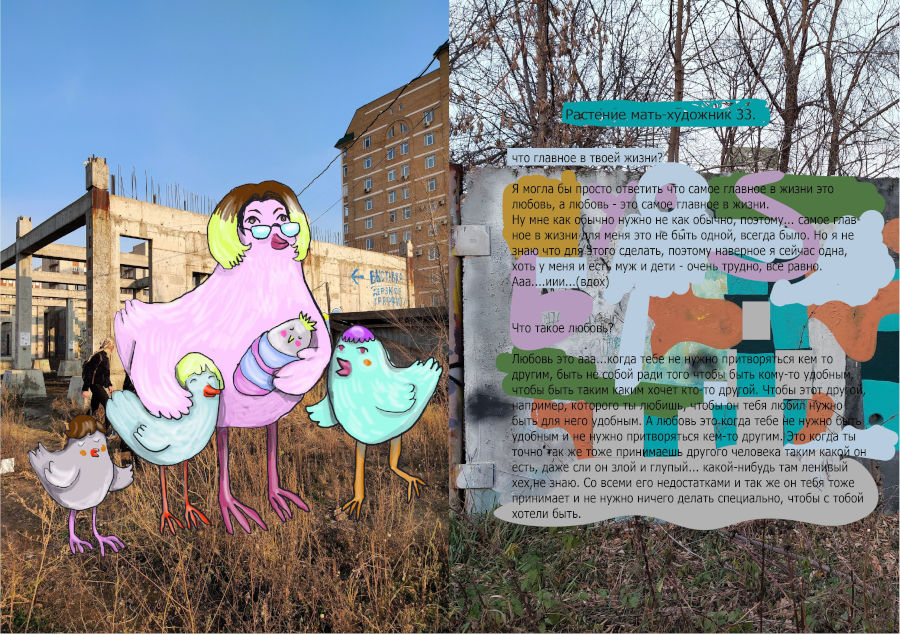 ВЫСТАВКА
Растение мать-художник 33.
что главное в твоей жизни?
Я могла бы просто ответить что самое главное в жизни это
любовь, а любовь - это самое главное в жизни.
Ну мне как обычно нужно не как обычно, поэтому... самое глав
ное в жизни для меня это не быть одной, всегда было. Но я не
знаю что для этого сделать, поэтому наверное я сейчас одна,
хоть у меня и есть муж и дети - очень трудно, все равно.
Ааа....иии...(вдох)
Что такое любовь?
Любовь это ааа...когда тебе не нужно притворяться кем то
другим, быть не собой ради того чтобы быть кому-то удобным,
чтобы быть таким каким хочет кто-то другой. Чтобы этот другой,
например, которого ты любишь, чтобы он тебя любил нужно
быть для него удобным. А любовь это когда тебе не нужно быть
удобным и не нужно притворяться кем-то другим. Это когда ты
точно так же тоже принимаешь другого человека таким какой он
есть, даже сли он злой и глупый... какой-нибудь там ленивый
хех,не знаю. Со всеми его недостатками и так же он тебя тоже
принимает и не нужно ничего делать специально, чтобы с тобой
хотели быть.